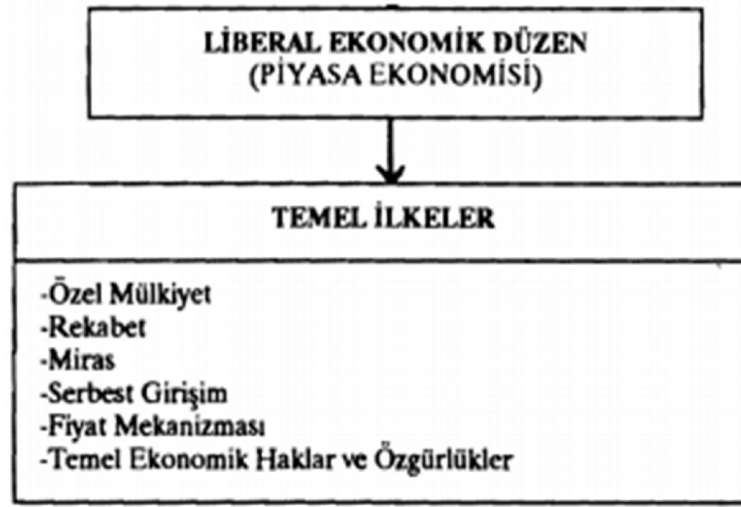 LİBERAL EKONOMİK DÜZEN
(PİYASA EKONOMİSİ)
TEMEL İLKELER
-Özel Mülkiyet
-Rekabet
-Miras
-Serbest Girişim
-Fiyat Mekanizması
-Temel Ekonomik Haklar ve Özgürlükler